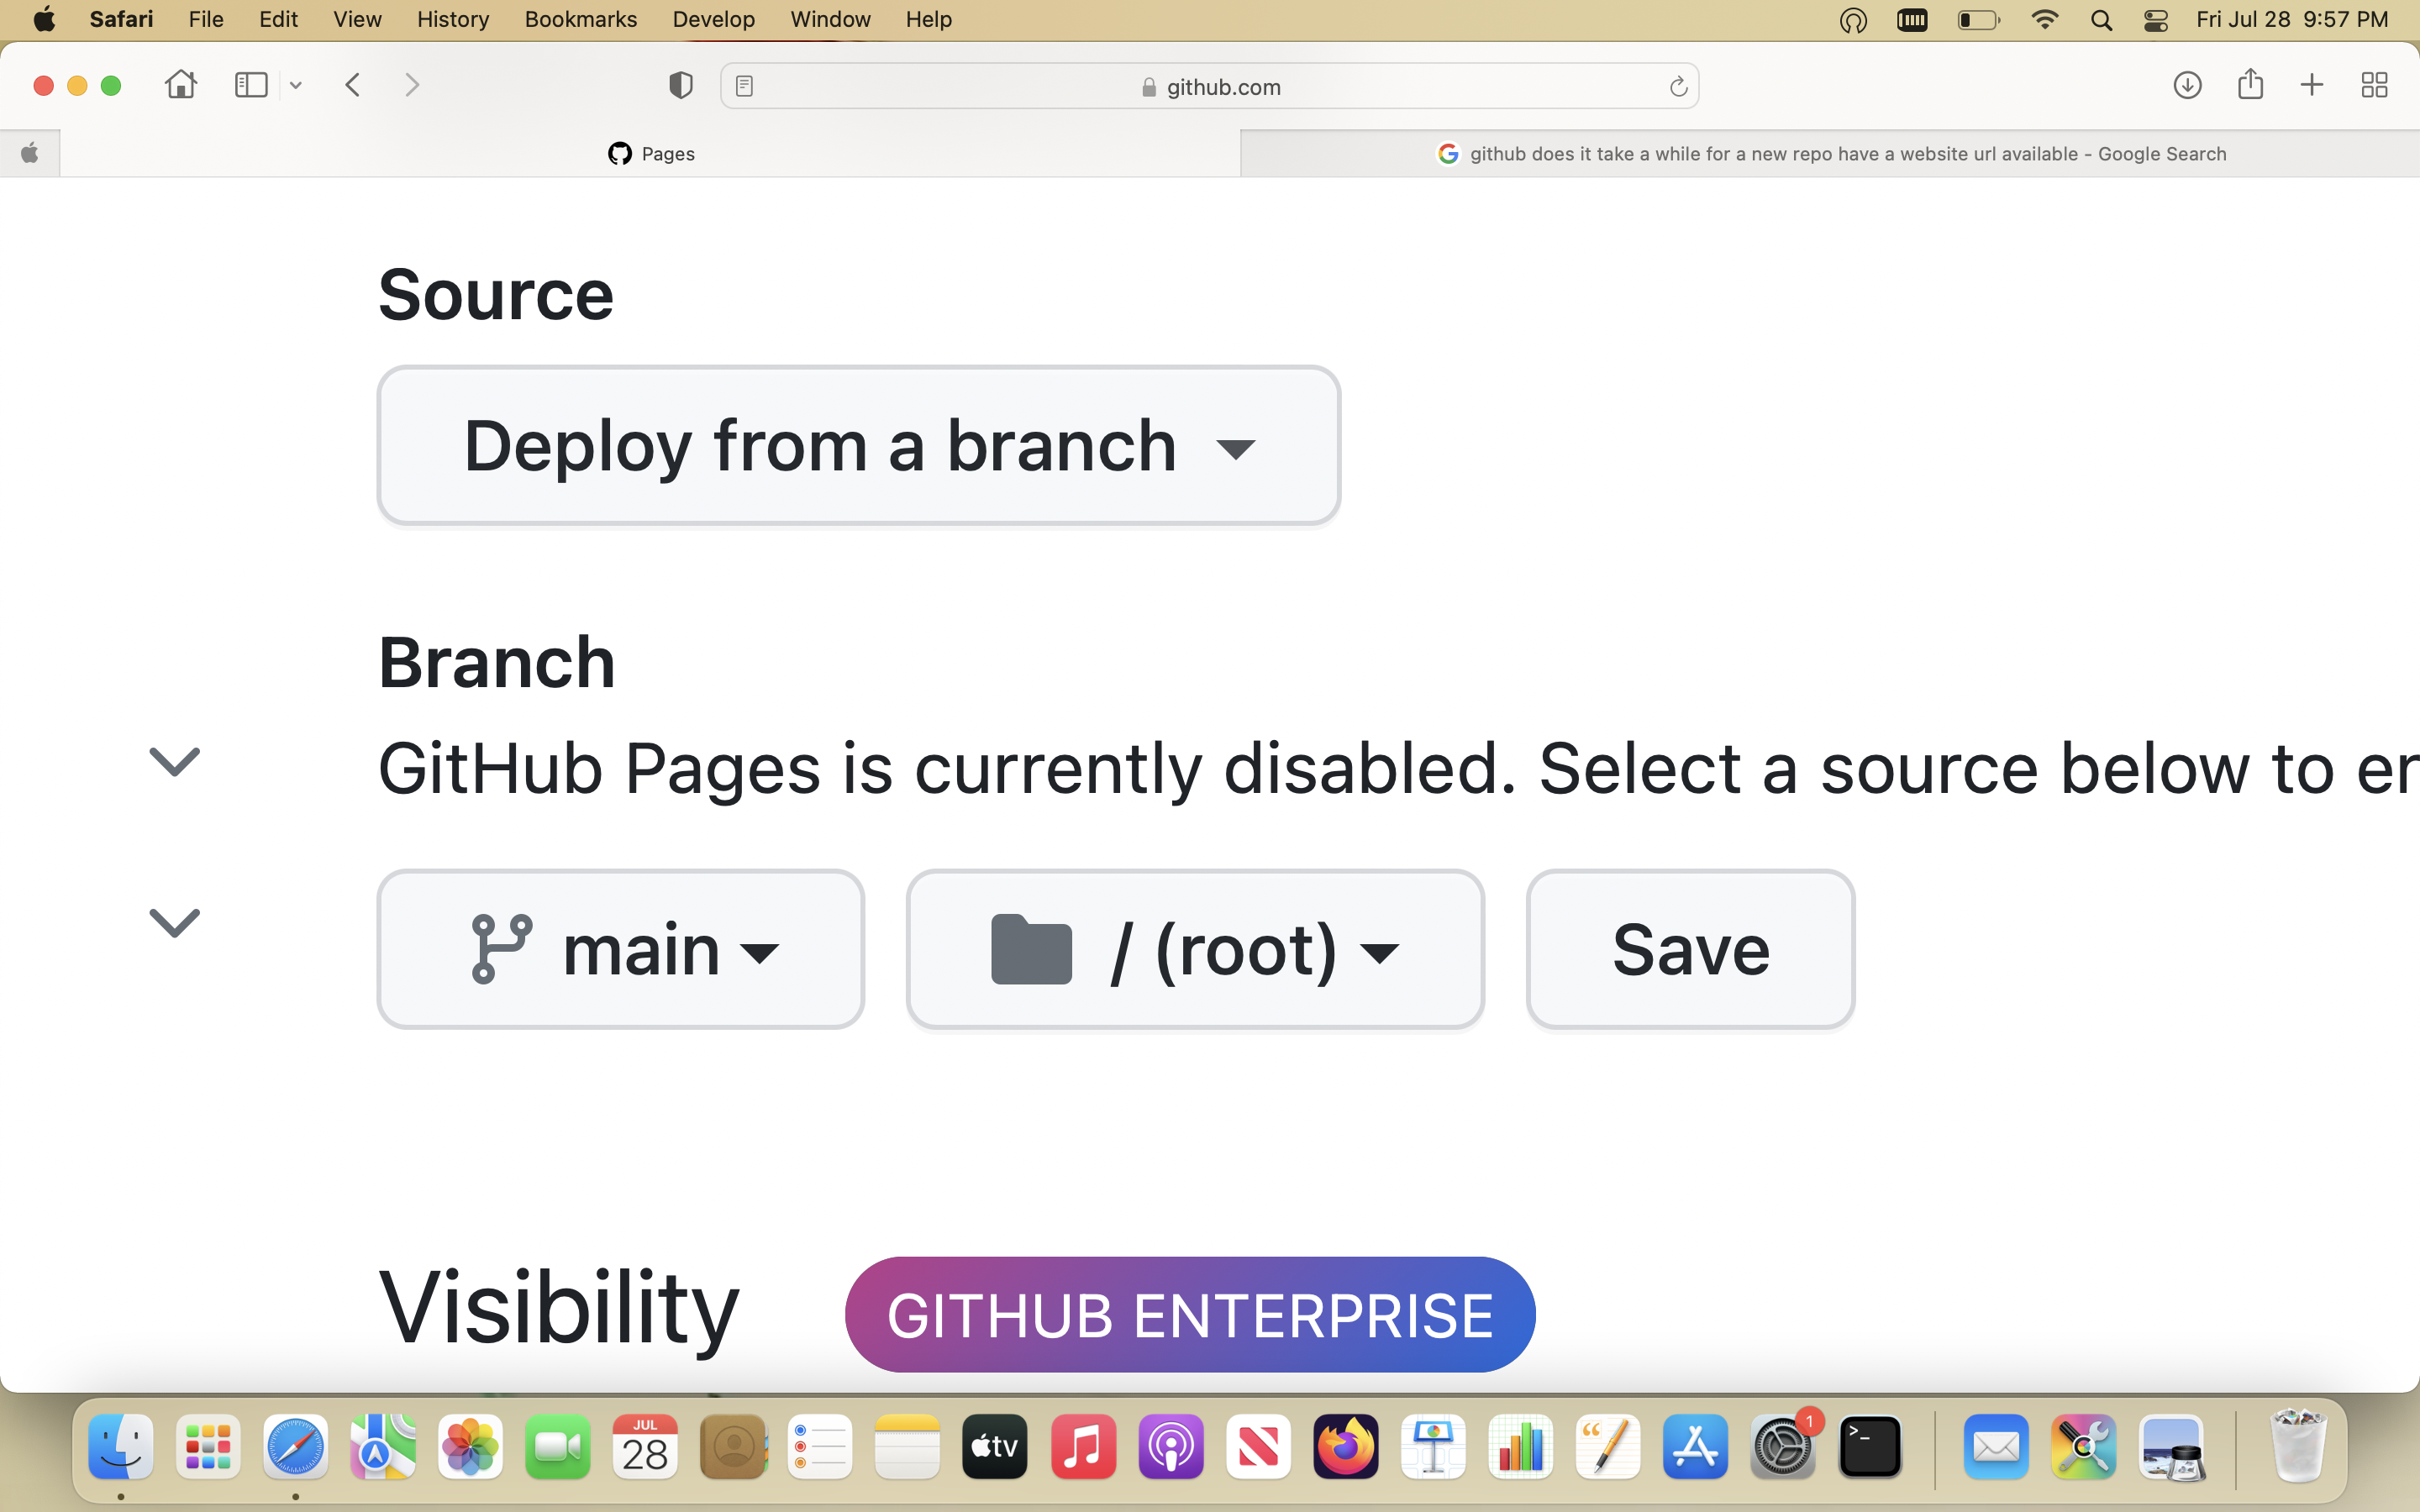 Safari File Edit View History Bookmarks Develop Window Help Fri Jul 28 9:57 PM
github.com
Pages
github does it take a while for a new repo have a website url available - Google Search
Source
Deploy from a branch
Branch
GitHub Pages is currently disabled. Select a source below to er
main / (root) Save
Visibility GITHUB ENTERPRISE
JUL
28
tv
1
>_